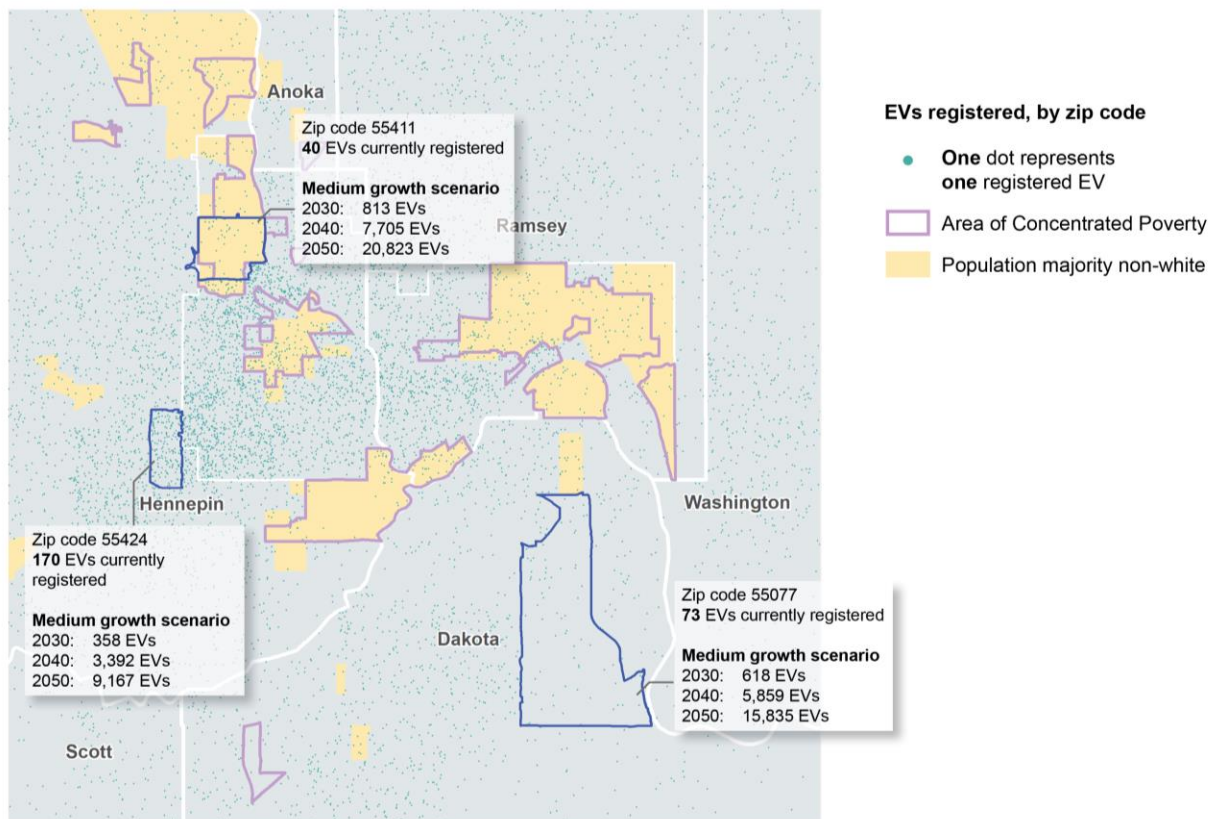 Anoka
Zip code 55411
40 EVs currently registered
Medium growth scenario
2030: 813 EVs
2040: 7,705 EVs
2050: 20,823 EVs
Ramsey
EVs registered, by zip code
One dot represents
one registered EV
Area of Concentrated Poverty
Population majority non-white
Hennepin
Zip code 55424
170 EVs currently
registered
Medium growth scenario
2030: 358 EVs
2040: 3,392 EVs
2050: 9,167 EVs
Washington
Zip code 55077
73 EVs currently registered
Medium growth scenario
2030: 618 EVs
2040: 5,859 EVs
2050: 15,835 EVs
Dakota
Scott